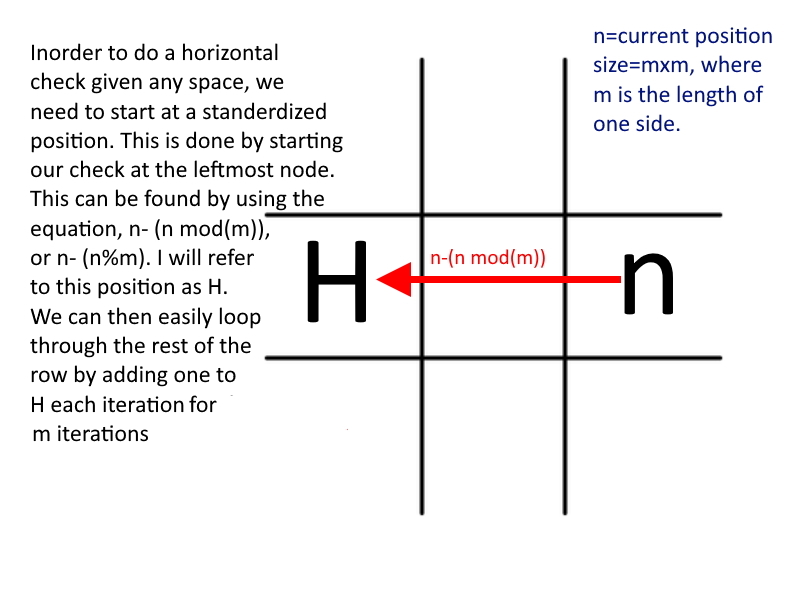 Inorder to do a horizontal
check given any space, we
need to start at a standerdized
position. This is done by starting
our check at the leftmost node.
This can be found by using the
equation, n- (n mod(m)),
or n- (n%m). I will refer
to this position as H.
We can then easily loop
through the rest of the
row by adding one to
H each iteration for
m iterations
n=current position
size=mxm, where
m is the length of
one side.
H
n-(n mod(m))
n